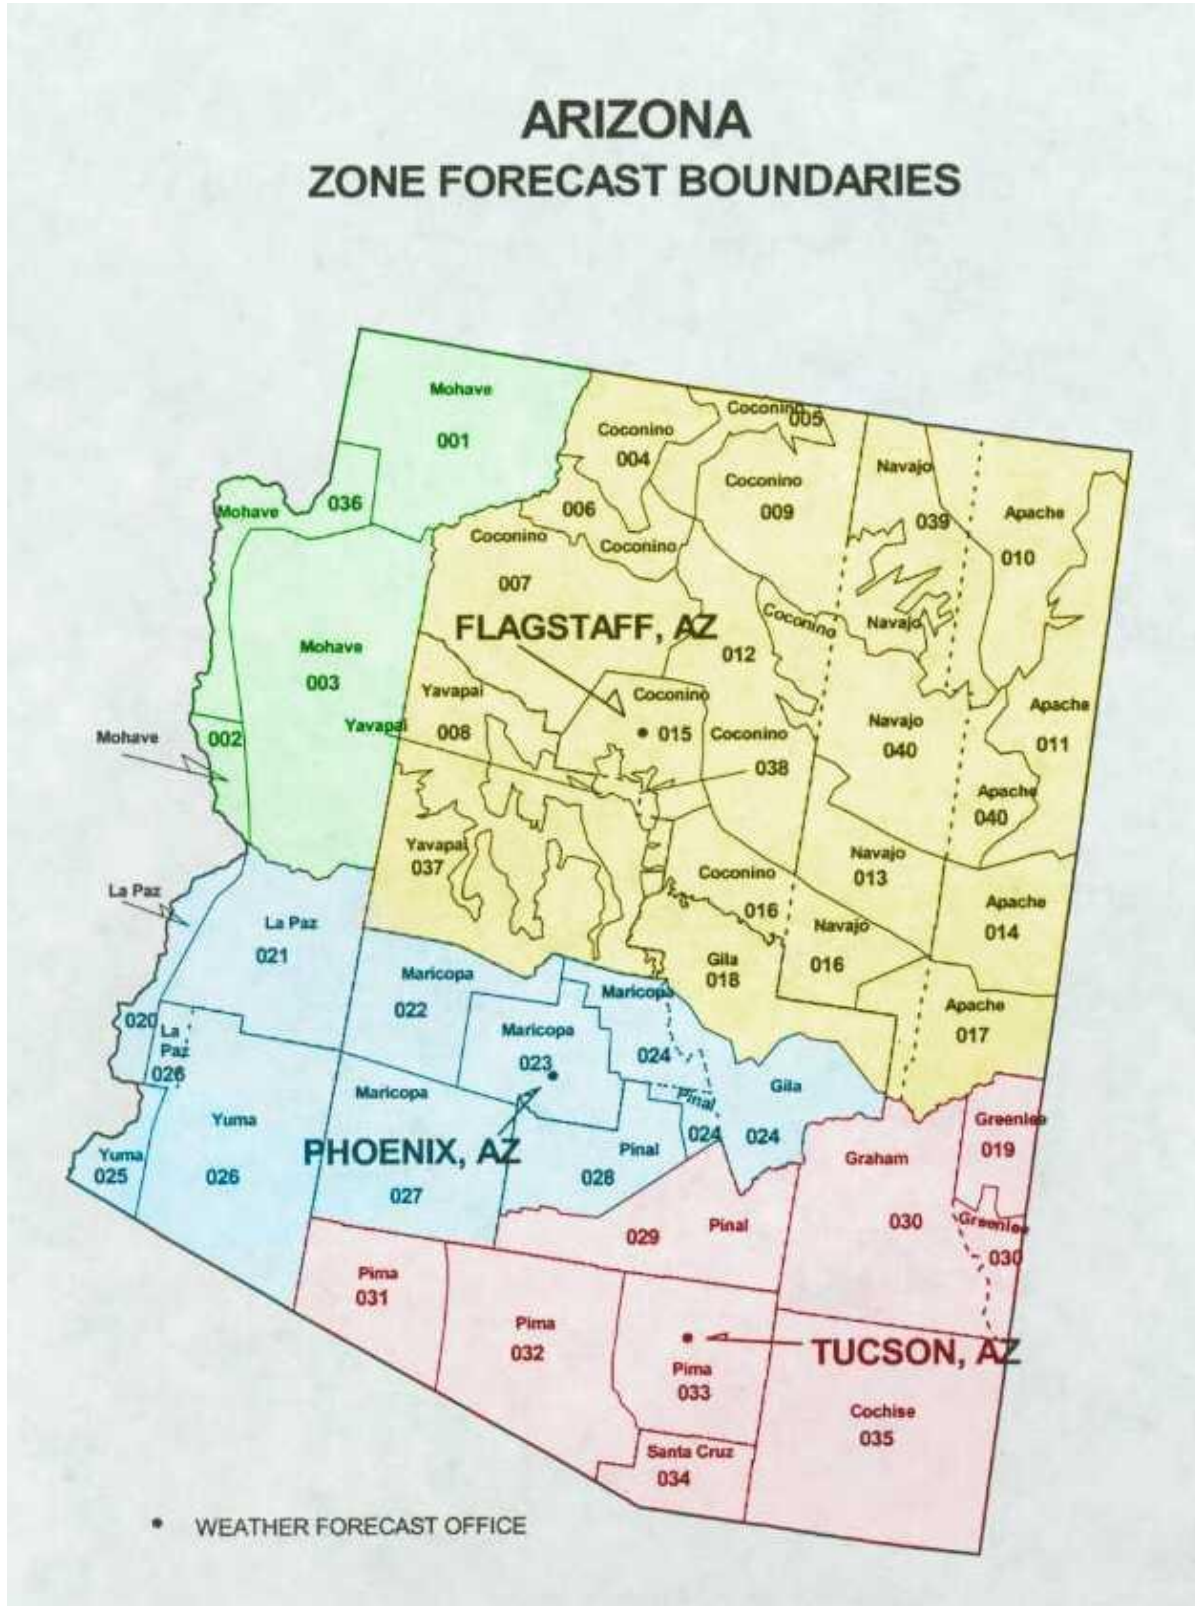 ARIZONA
ZONE FORECAST BOUNDARIES
Mohave
001
Coconino
004
Coconino
005
Mohave
036
006
Coconino
Coconino
009
Navajo
039
Apache
010
Coconino
007
Mohave
003
FLAGSTAFF, AZ
012
Coconino
Navajo
Yavapai
008
Yavapai
Coconino
015
Coconino
038
Navajo
040
Apache
011
Mohave
002
Apache
040
Yavapai
037
Coconino
016
Navajo
013
La Paz
La Paz
021
Navajo
016
Apache
014
Gila
018
Maricopa
022
Maricopa
Maricopa
023
024
Apache
017
020
La
Paz
026
Maricopa
Pinal
024
Gila
024
Yuma
026
Yuma
025
PHOENIX, AZ
027
Pinal
028
Graham
030
Greenlee
019
Greenlee
030
029
Pinal
Pima
031
Pima
032
TUCSON, AZ
Pima
033
Cochise
035
Santa Cruz
034
WEATHER FORECAST OFFICE